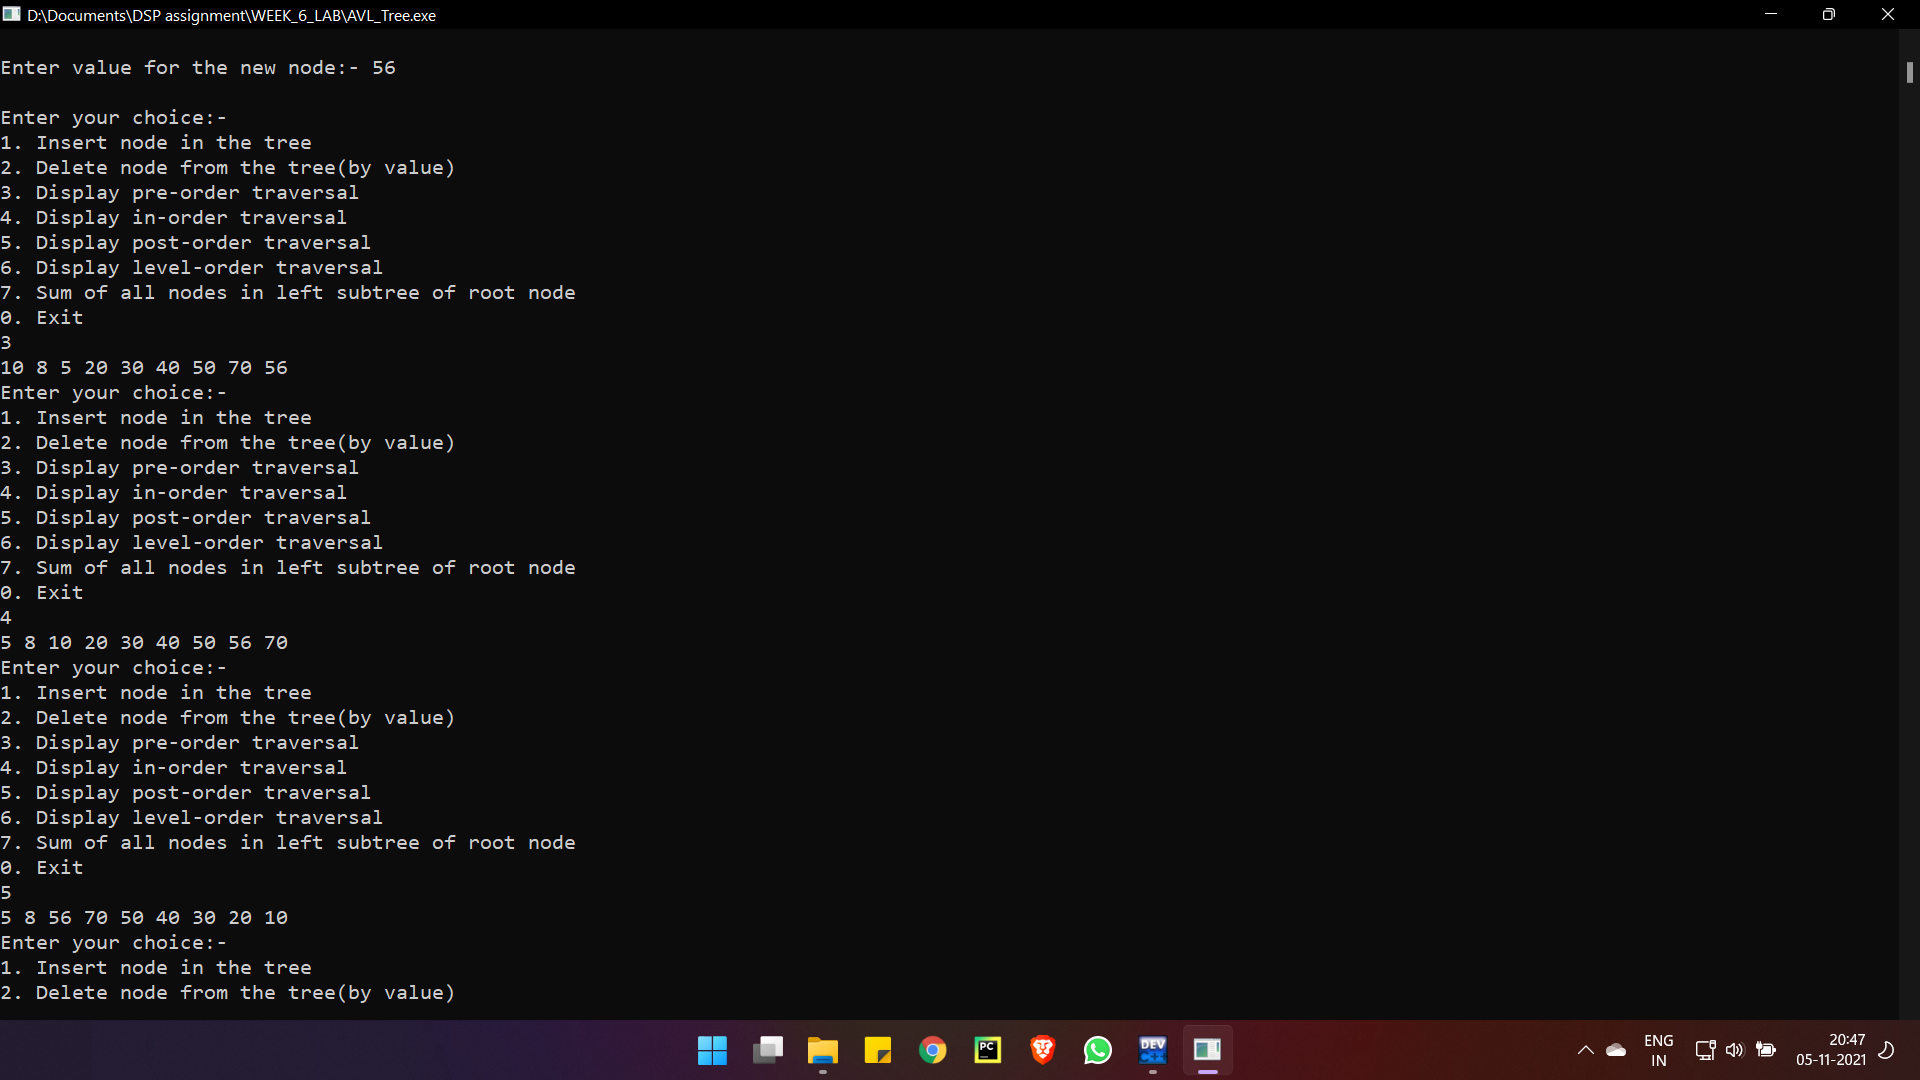 D:\Documents\DSP assignment\WEEK_6_LAB\AVL_Tree.exe
Enter value for the new node:- 56
Enter your choice:-
1. Insert node in the tree
2. Delete node from the tree(by value)
3. Display pre-order traversal
4. Display in-order traversal
5. Display post-order traversal
6. Display level-order traversal
7. Sum of all nodes in left subtree of root node
0. Exit
3
10 8 5 20 30 40 50 70 56
Enter your choice:-
1. Insert node in the tree
2. Delete node from the tree(by value)
3. Display pre-order traversal
4. Display in-order traversal
5. Display post-order traversal
6. Display level-order traversal
7. Sum of all nodes in left subtree of root node
0. Exit
4
5 8 10 20 30 40 50 56 70
Enter your choice:-
1. Insert node in the tree
2. Delete node from the tree(by value)
3. Display pre-order traversal
4. Display in-order traversal
5. Display post-order traversal
6. Display level-order traversal
7. Sum of all nodes in left subtree of root node
0. Exit
5
5 8 56 70 50 40 30 20 10
Enter your choice:-
1. Insert node in the tree
2. Delete node from the tree(by value)
PC
DEV
C++
ENG
IN
20:47
05-11-2021